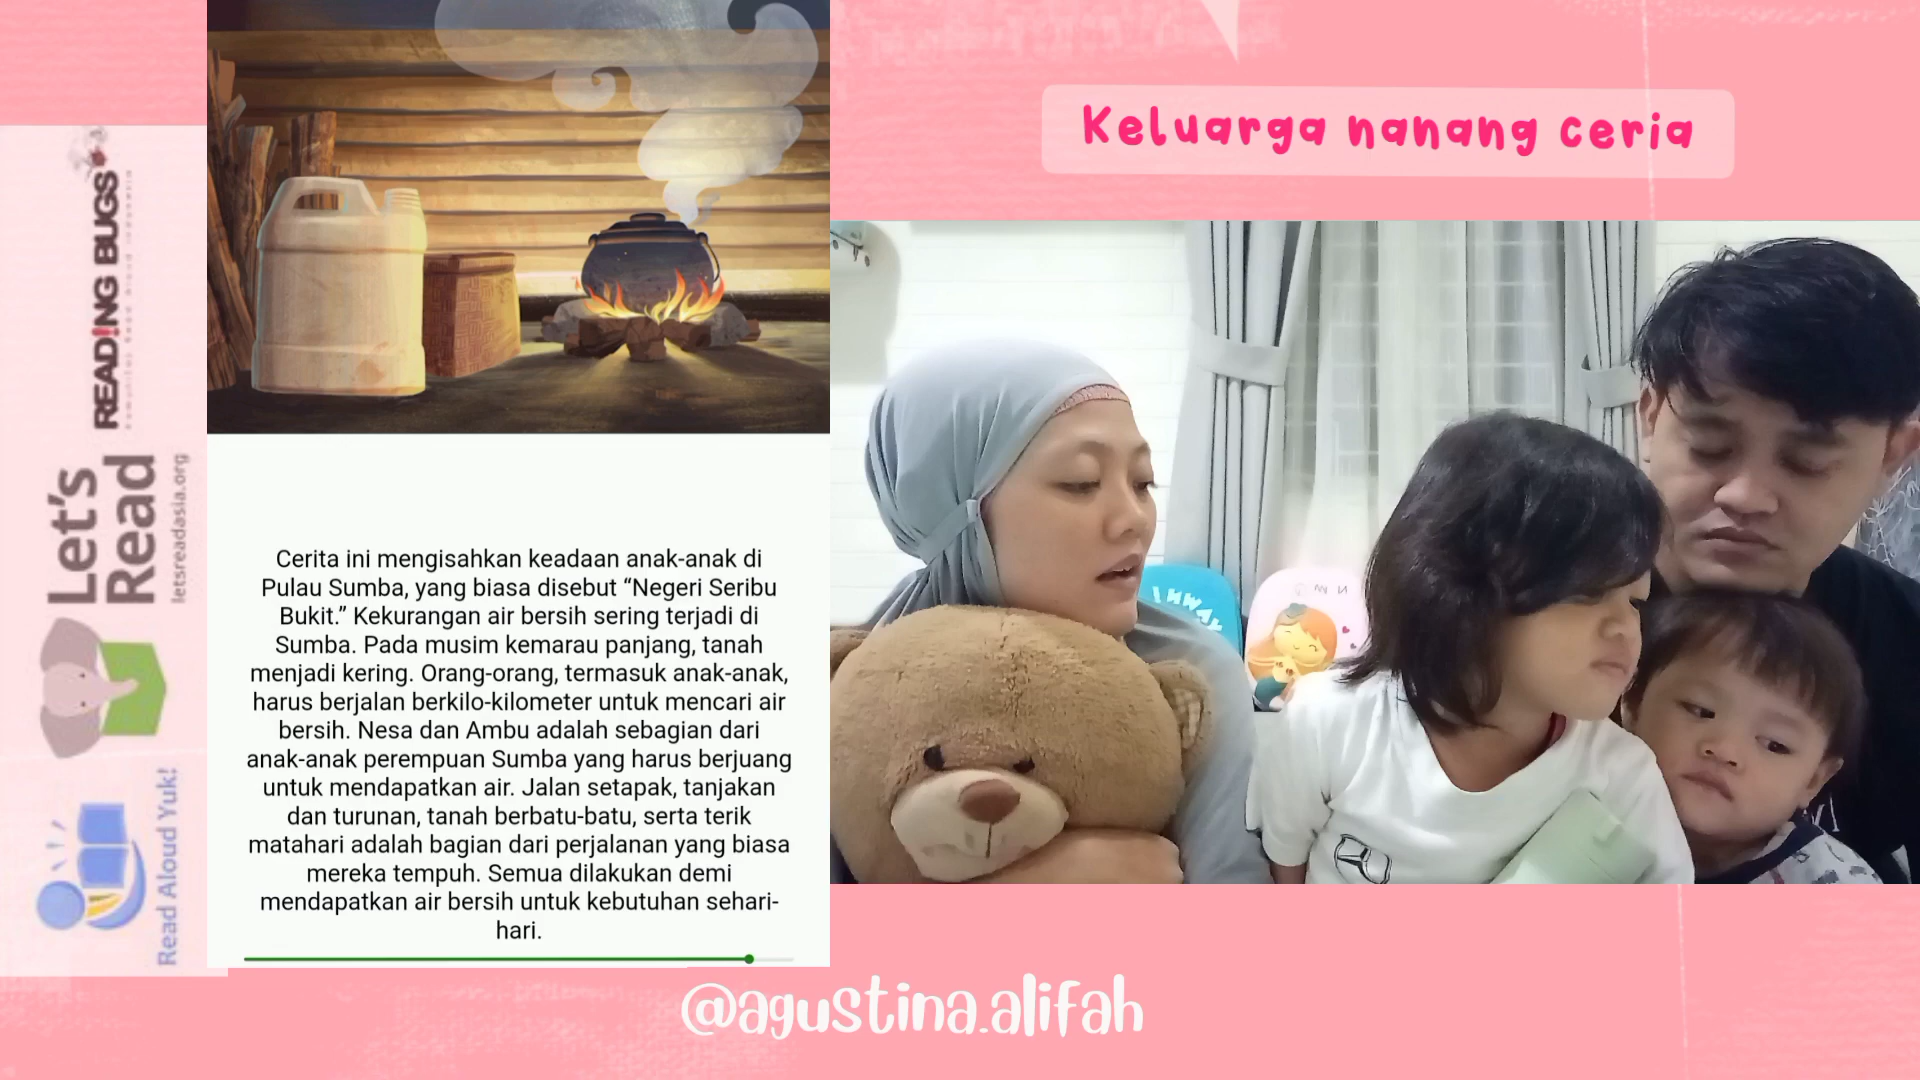 Keluarga nanang ceria
READ!NG BUGS
Let's
Read
letsreadasia.org
Read Aloud Yuk!
Cerita ini mengisahkan keadaan anak-anak di
Pulau Sumba, yang biasa disebut “Negeri Seribu
Bukit.” Kekurangan air bersih sering terjadi di
Sumba. Pada musim kemarau panjang, tanah
menjadi kering. Orang-orang, termasuk anak-anak,
harus berjalan berkilo-kilometer untuk mencari air
bersih. Nesa dan Ambu adalah sebagian dari
anak-anak perempuan Sumba yang harus berjuang
untuk mendapatkan air. Jalan setapak, tanjakan
dan turunan, tanah berbatu-batu, serta terik
matahari adalah bagian dari perjalanan yang biasa
mereka tempuh. Semua dilakukan demi
mendapatkan air bersih untuk kebutuhan sehari-
hari.
@agustina.alifah